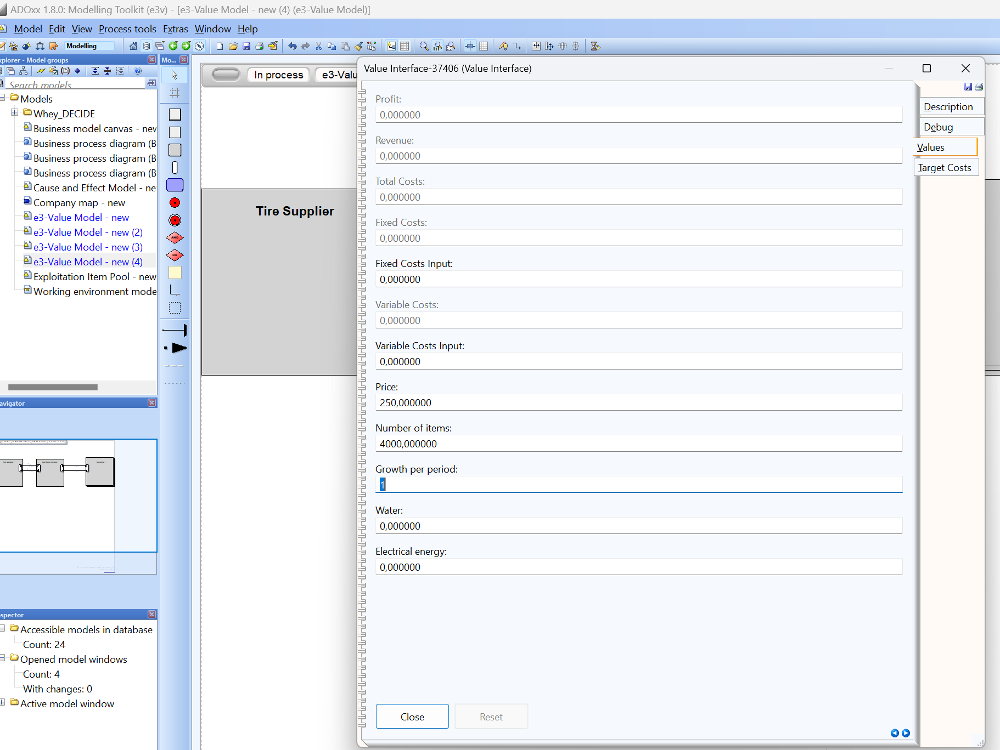 ADOxx 1.8.0: Modelling Toolkit (e3v) - [e3-Value Model - new (4) (e3-Value Model)]
Model Edit View Process tools Extras Window Help
Modelling
xplorer - Model groups
Mo...
Search models
Models
Whey_DECIDE
Business model canvas - new
Business process diagram (B
Business process diagram (B
Business process diagram (B
Cause and Effect Model - ne
Company map - new
e3-Value Model - new
e3-Value Model - new (2)
e3-Value Model - new (3)
e3-Value Model - new (4)
Exploitation Item Pool - new
Working environment mode
avigator
spector
Accessible models in database
Count: 24
Opened model windows
Count: 4
With changes: 0
Active model window
AND
OR
In process
e3-Valu
Tire Supplier
Value Interface-37406 (Value Interface)
Profit:
0,000000
Revenue:
0,000000
Total Costs:
0,000000
Fixed Costs:
0,000000
Fixed Costs Input:
0,000000
Variable Costs:
0,000000
Variable Costs Input:
0,000000
Price:
250,000000
Number of items:
4000,000000
Growth per period:
1
Water:
0,000000
Electrical energy:
0,000000
Close
Reset
Description
Debug
Values
Target Costs